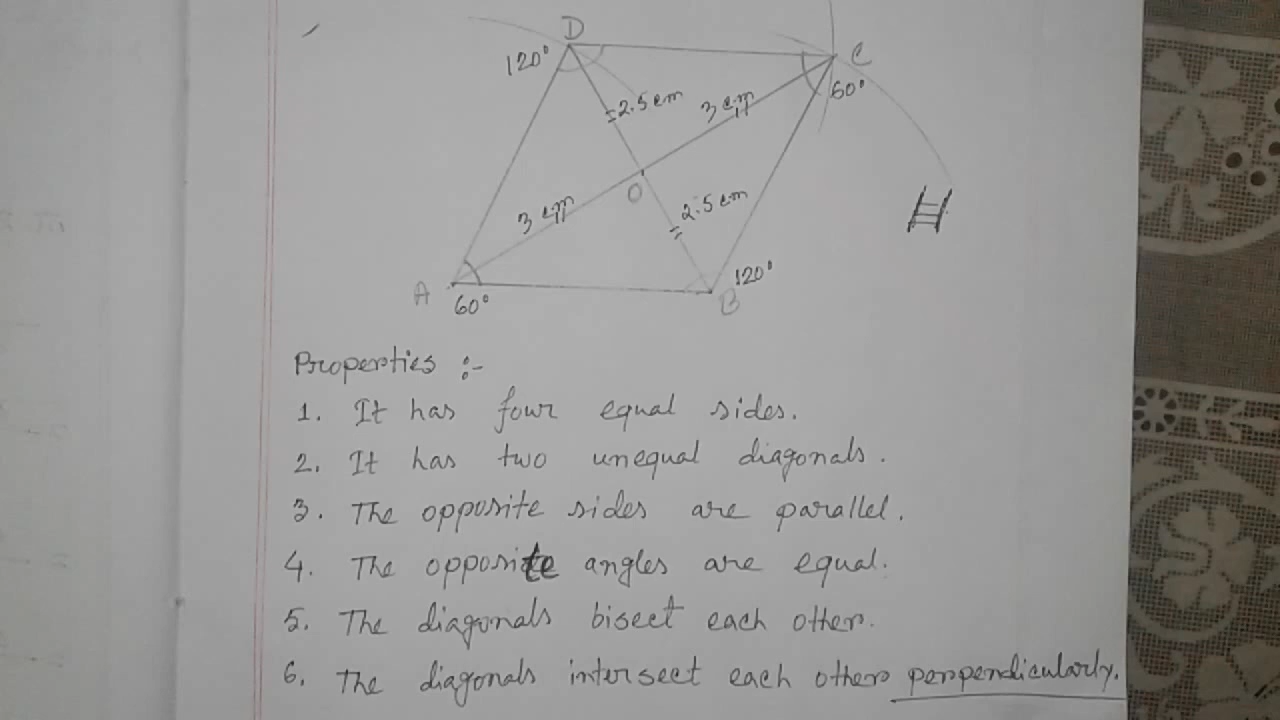 D
120°
C
60°
=2.5 cm
3 cm
O
3 cm
=2.5 cm
A
60°
120°
B
Properties :-
1. It has four equal sides.
2. It has two unequal diagonals.
3. The opposite sides are parallel.
4. The opposite angles are equal.
5. The diagonals bisect each other.
6. The diagonals intersect each others perpendicularly.